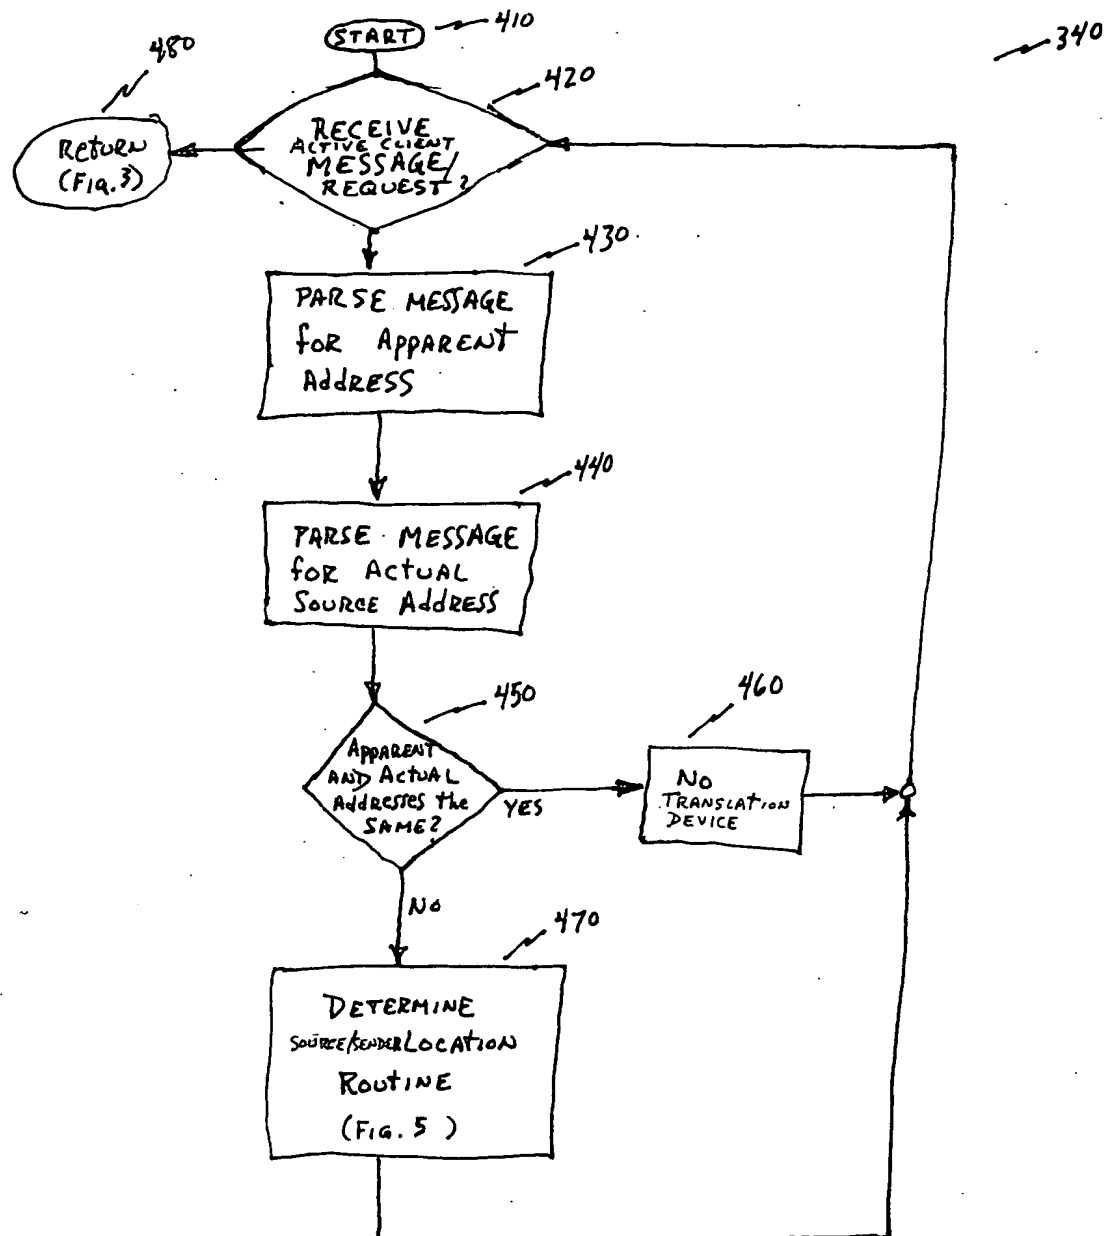 410
START
340
480
420
RETURN
(FIG. 3)
RECEIVE
ACTIVE CLIENT
MESSAGE/
REQUEST?
430
PARSE MESSAGE
for APPARENT
AddRESS
440
PARSE MESSAGE
foR ACTUAL
SOURCE AddRESS
450
460
APPARENT
AND ACTUAL
AddRESSES the
SAME?
YES
NO
TRANSLATION
DEVICE
NO
470
DETERMINE
SOURCE/SENDER LOCATION
ROUTINE
(FIG. 5)